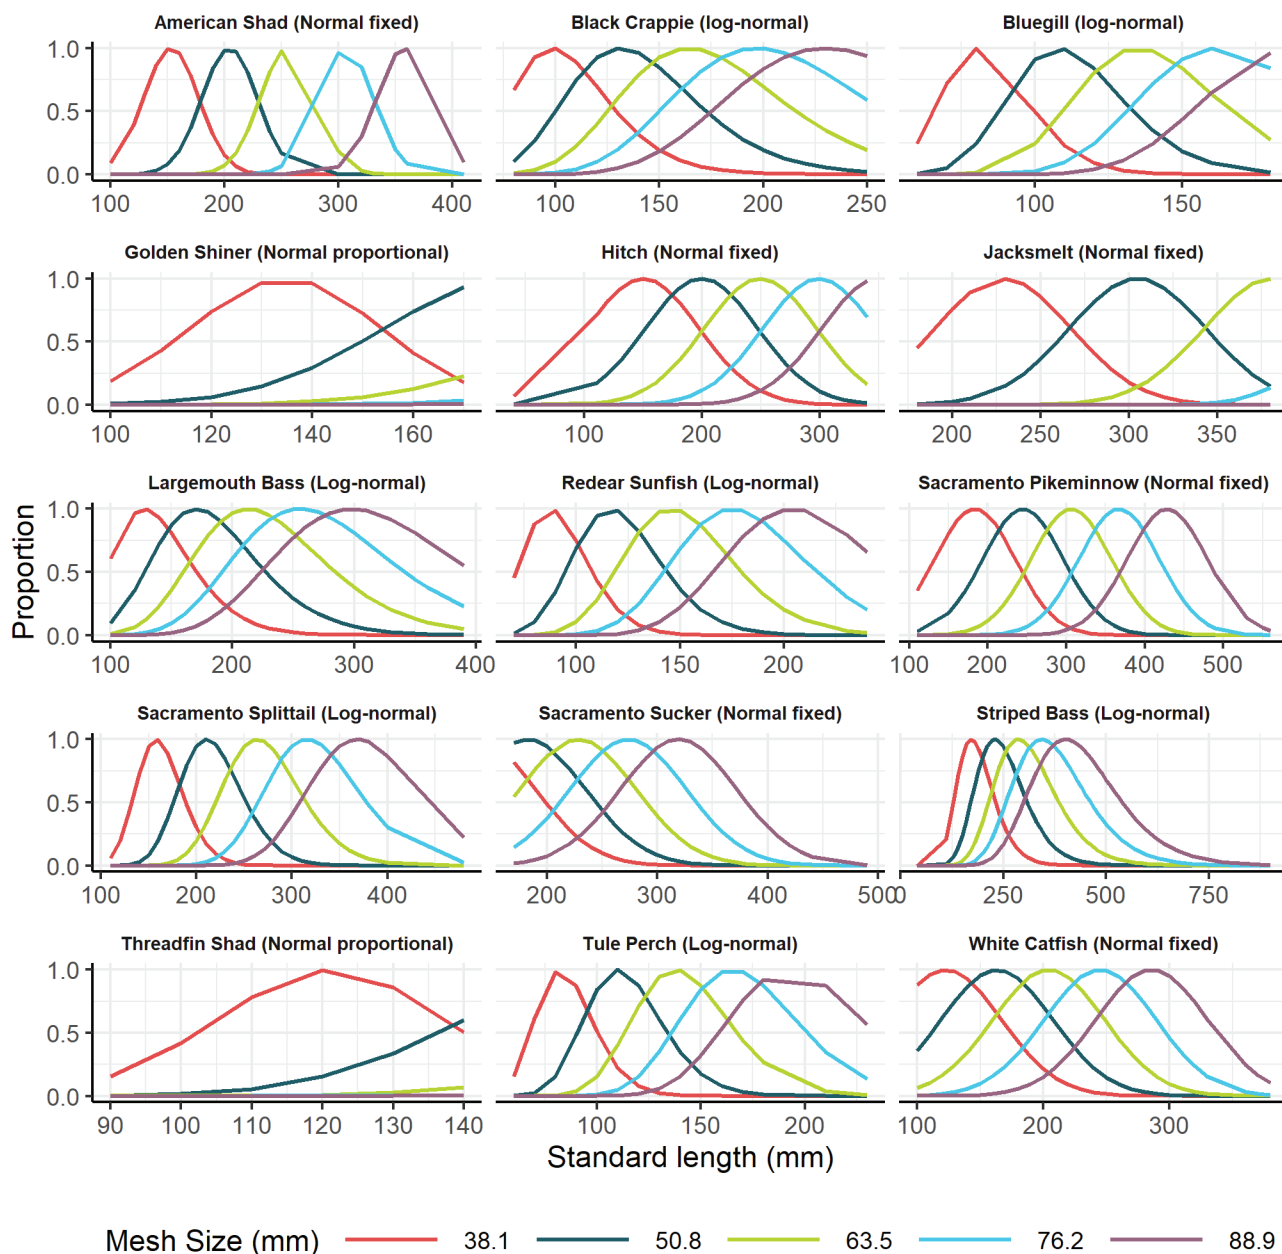 American Shad (Normal fixed) Black Crappie (log-normal) Bluegill (log-normal)
1.0
0.5
0.0
100 200 300 400 100 150 200 250 100 150
Golden Shiner (Normal proportional) Hitch (Normal fixed) Jacksmelt (Normal fixed)
1.0
0.5
0.0
100 120 140 160 100 200 300 200 250 300 350
Largemouth Bass (Log-normal) Redear Sunfish (Log-normal) Sacramento Pikeminnow (Normal fixed)
1.0
0.5
0.0
100 200 300 400 100 150 200 100 200 300 400 500
Proportion
Sacramento Splittail (Log-normal) Sacramento Sucker (Normal fixed) Striped Bass (Log-normal)
1.0
0.5
0.0
100 200 300 400 200 300 400 500 0 250 500 750
Threadfin Shad (Normal proportional) Tule Perch (Log-normal) White Catfish (Normal fixed)
1.0
0.5
0.0
90 100 110 120 130 140 100 150 200 100 200 300
Standard length (mm)
Mesh Size (mm) 38.1 50.8 63.5 76.2 88.9